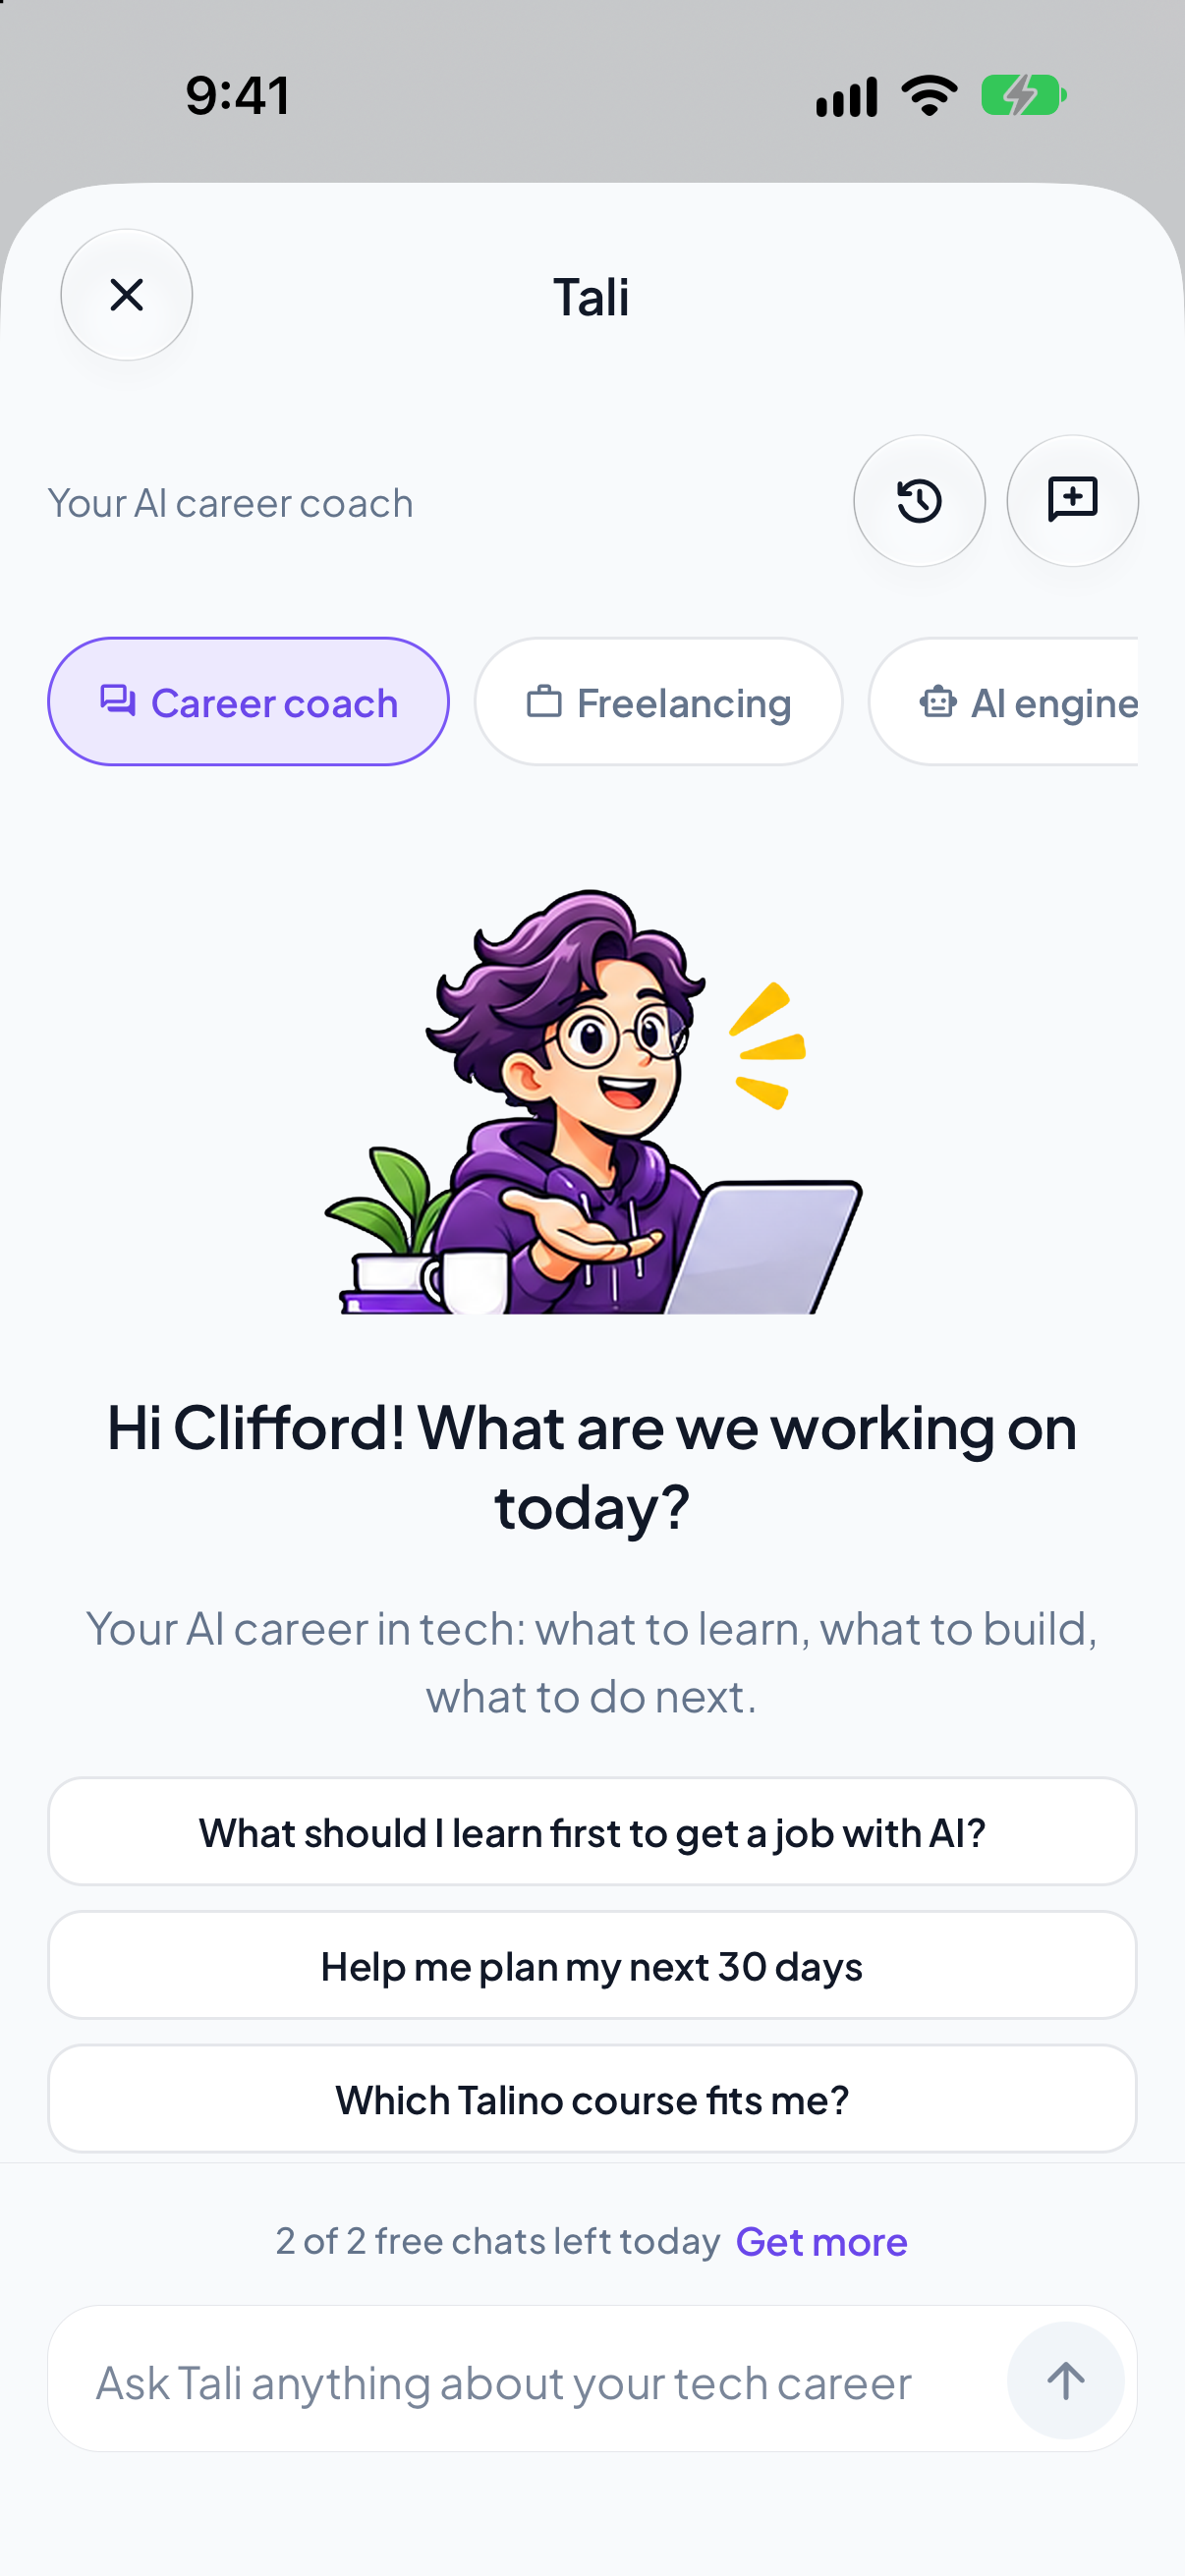 9:41
Tali
Your AI career coach
Career coach
Freelancing
AI engine
Hi Clifford! What are we working on
today?
Your AI career in tech: what to learn, what to build,
what to do next.
What should I learn first to get a job with AI?
Help me plan my next 30 days
Which Talino course fits me?
2 of 2 free chats left today Get more
Ask Tali anything about your tech career